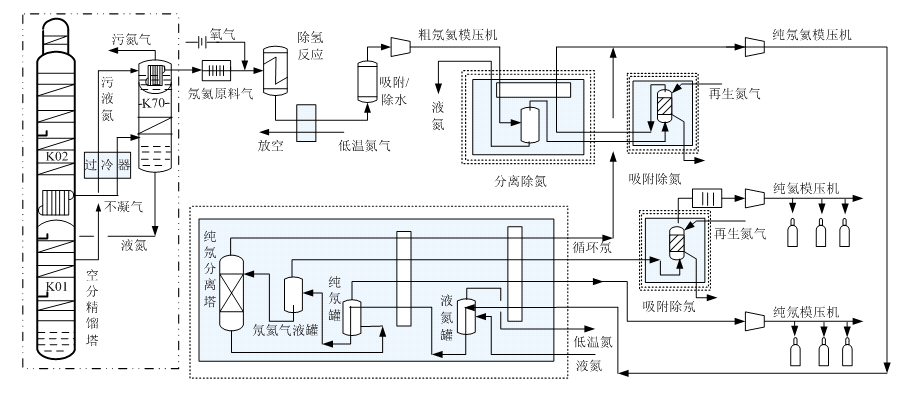 污氮气
氧气
除氢
反应
粗氖氦模压机
纯氖氦模压机
污液氮
K70
氖氦原料气
吸附/
除水
液氮
再生氮气
放空
低温氮气
K02
过冷器
分离除氮
吸附除氮
不凝气
液氮
纯氦模压机
纯氖分离塔
循环氖
再生氮气
空分精馏塔
K01
纯氖罐
液氮罐
氖氦气液罐
吸附除氖
纯氖模压机
低温氮
液氮